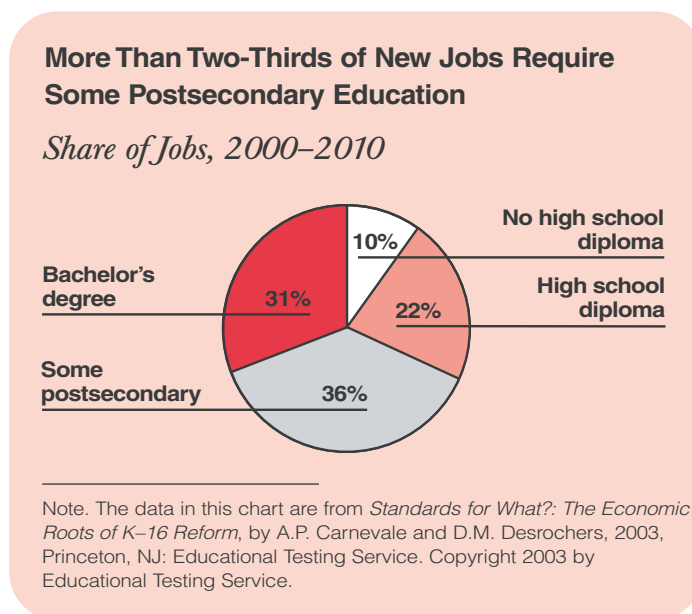 More Than Two-Thirds of New Jobs Require
Some Postsecondary Education
Share of Jobs, 2000–2010
No high school
diploma
10%
High school
diploma
22%
Bachelor's
degree
31%
Some
postsecondary
36%
Note. The data in this chart are from Standards for What?: The Economic
Roots of K–16 Reform, by A.P. Carnevale and D.M. Desrochers, 2003,
Princeton, NJ: Educational Testing Service. Copyright 2003 by
Educational Testing Service.